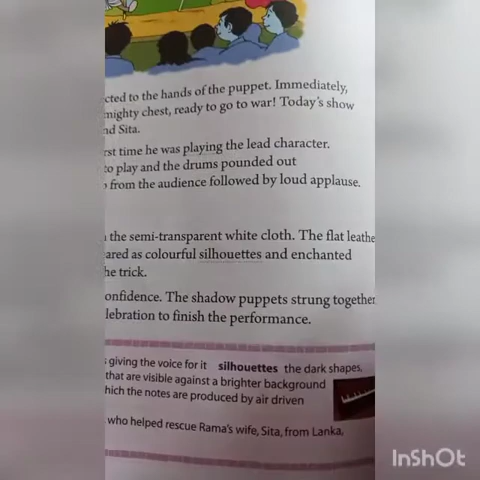 cted to the hands of the puppet. Immediately,
mighty chest, ready to go to war! Today's show
nd Sita.
rst time he was playing the lead character.
to play and the drums pounded out
from the audience followed by loud applause.
the semi-transparent white cloth. The flat leathe
ared as colourful silhouettes and enchanted
he trick.
onfidence. The shadow puppets strung together
lebration to finish the performance.
giving the voice for it silhouettes the dark shapes,
that are visible against a brighter background
hich the notes are produced by air driven
who helped rescue Rama's wife, Sita, from Lanka.
InShOt